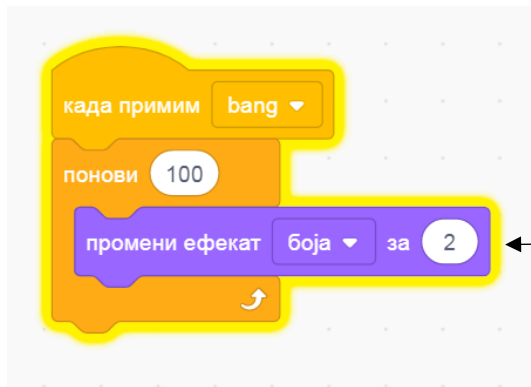 када примим bang
понови 100
промени ефекат боја за 2